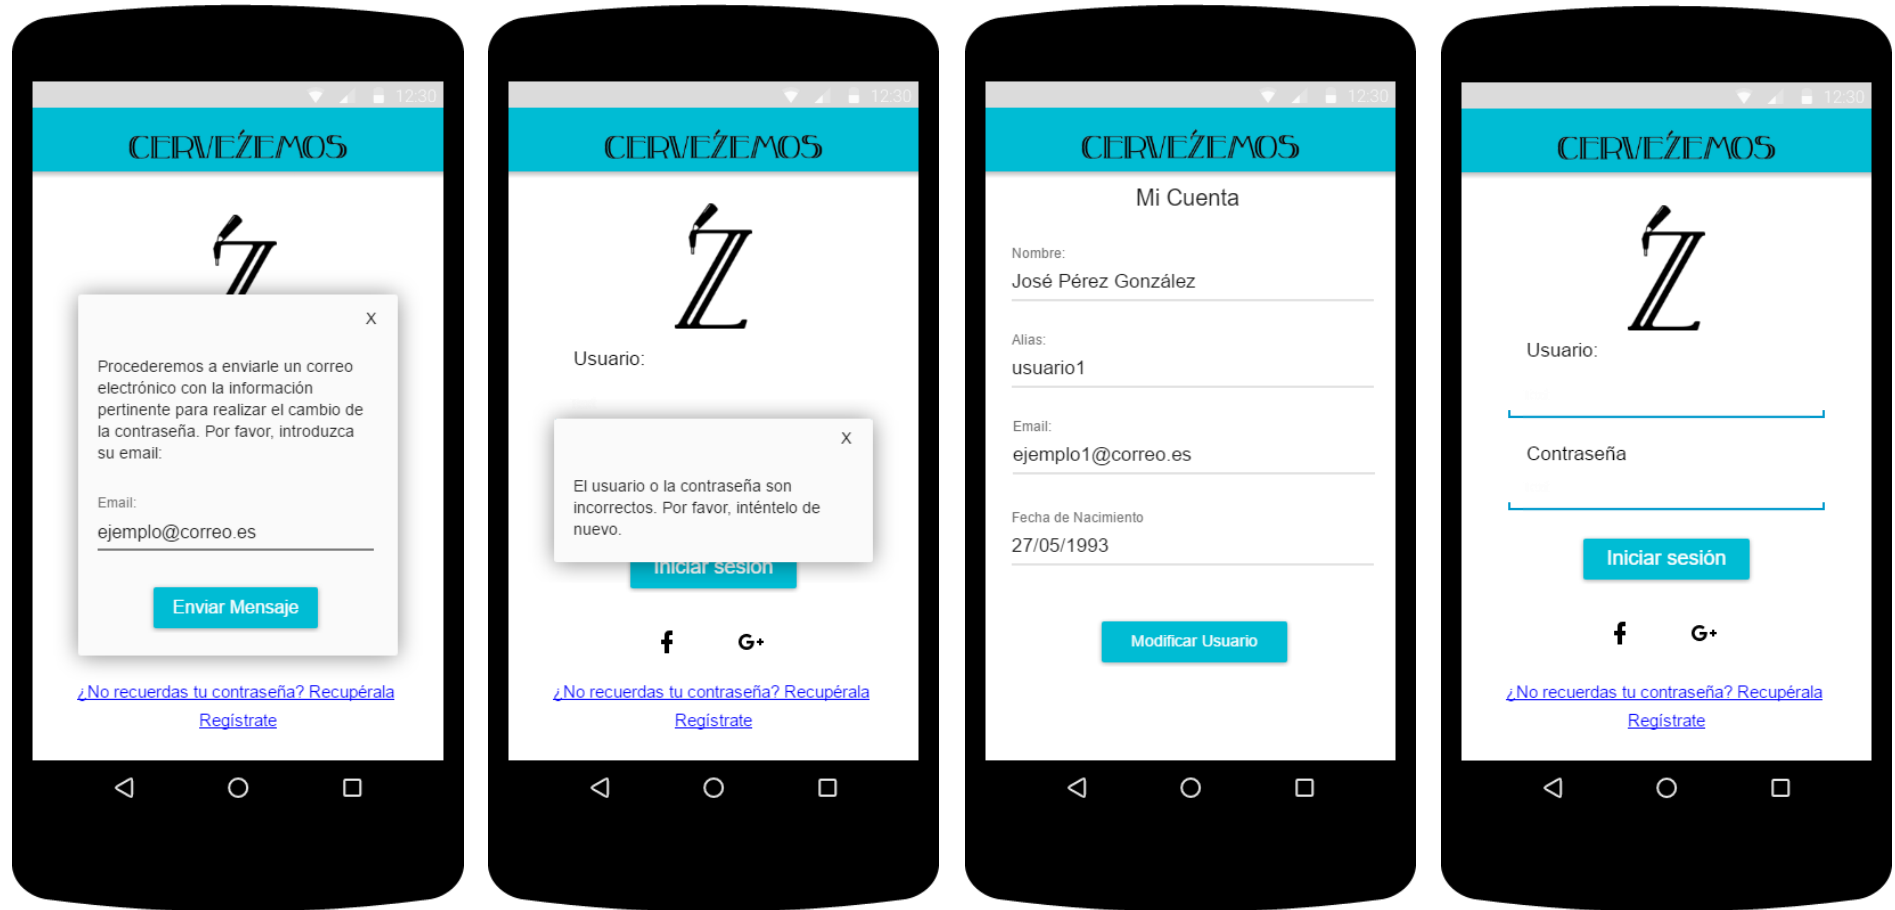 12:30
CERVEŹEMOS
Ź
X
Procederemos a enviarle un correo
electrónico con la información
pertinente para realizar el cambio de
la contraseña. Por favor, introduzca
su email:
Email:
ejemplo@correo.es
Enviar Mensaje
¿No recuerdas tu contraseña? Recupérala
Regístrate
12:30
CERVEŹEMOS
Ź
Usuario:
X
El usuario o la contraseña son
incorrectos. Por favor, inténtelo de
nuevo.
Iniciar sesión
f G+
¿No recuerdas tu contraseña? Recupérala
Regístrate
12:30
CERVEŹEMOS
Mi Cuenta
Nombre:
José Pérez González
Alias:
usuario1
Email:
ejemplo1@correo.es
Fecha de Nacimiento
27/05/1993
Modificar Usuario
12:30
CERVEŹEMOS
Ź
Usuario:
Contraseña
Iniciar sesión
f G+
¿No recuerdas tu contraseña? Recupérala
Regístrate